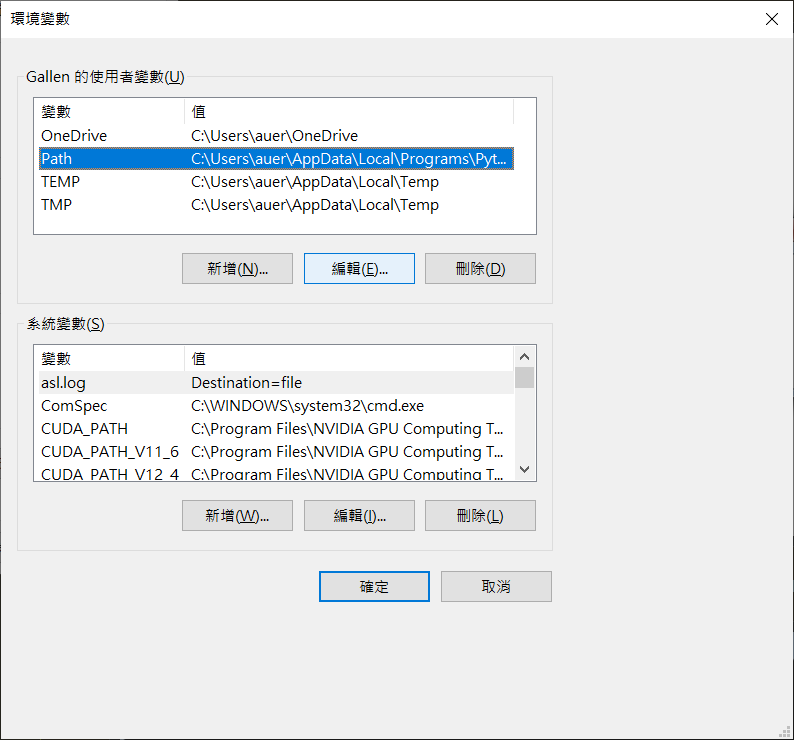 環境變數
Gallen 的使用者變數(U)
變數 值
OneDrive C:\Users\auer\OneDrive
Path C:\Users\auer\AppData\Local\Programs\Pyt...
TEMP C:\Users\auer\AppData\Local\Temp
TMP C:\Users\auer\AppData\Local\Temp
新增(N)... 編輯(E)... 刪除(D)
系統變數(S)
變數 值
asl.log Destination=file
ComSpec C:\WINDOWS\system32\cmd.exe
CUDA_PATH C:\Program Files\NVIDIA GPU Computing T...
CUDA_PATH_V11_6 C:\Program Files\NVIDIA GPU Computing T...
CUDA_PATH_V12_4 C:\Program Files\NVIDIA GPU Computing T...
新增(W)... 編輯(I)... 刪除(L)
確定 取消